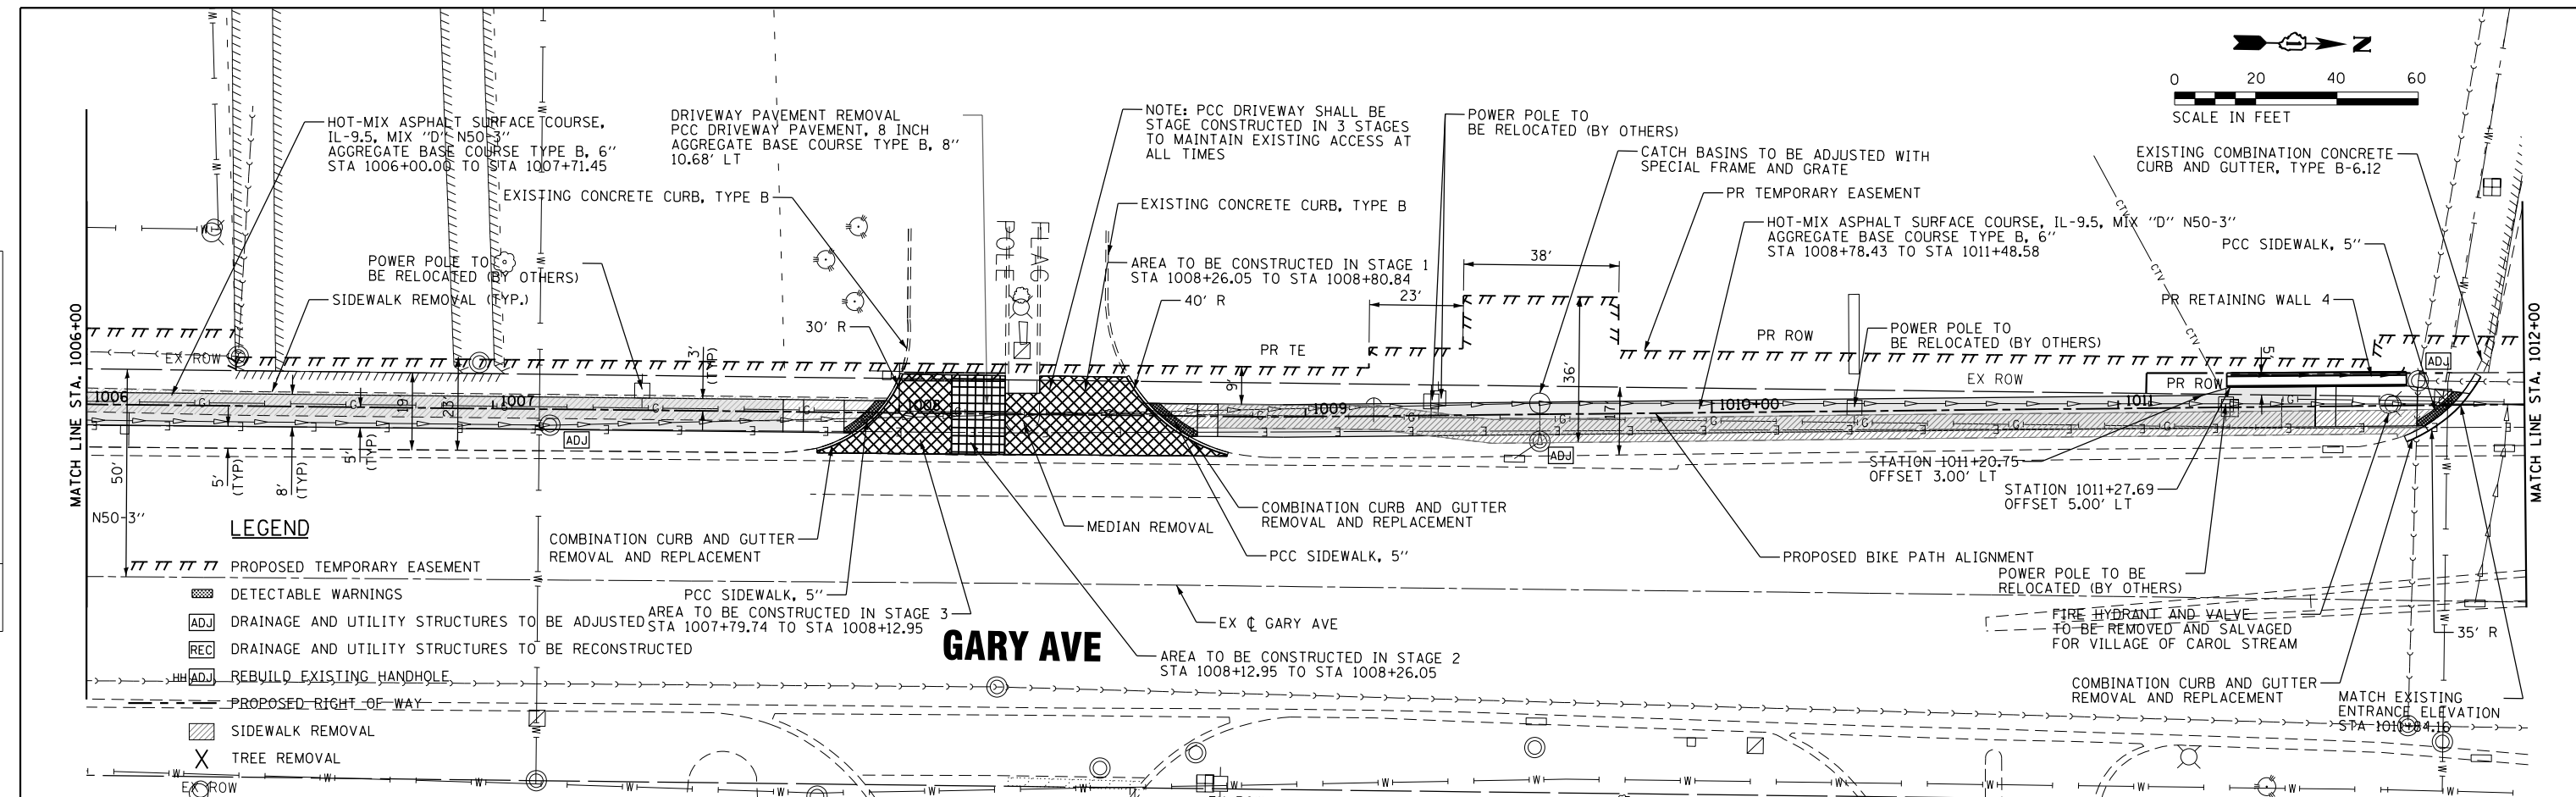 N
0 20 40 60
SCALE IN FEET
HOT-MIX ASPHALT SURFACE COURSE,
IL-9.5, MIX "D" N50-3"
AGGREGATE BASE COURSE TYPE B, 6"
STA 1006+00.00 TO STA 1007+71.45
DRIVEWAY PAVEMENT REMOVAL
PCC DRIVEWAY PAVEMENT, 8 INCH
AGGREGATE BASE COURSE TYPE B, 8"
10.68' LT
NOTE: PCC DRIVEWAY SHALL BE
STAGE CONSTRUCTED IN 3 STAGES
TO MAINTAIN EXISTING ACCESS AT
ALL TIMES
POWER POLE TO
BE RELOCATED (BY OTHERS)
CATCH BASINS TO BE ADJUSTED WITH
SPECIAL FRAME AND GRATE
EXISTING COMBINATION CONCRETE
CURB AND GUTTER, TYPE B-6.12
EXISTING CONCRETE CURB, TYPE B
EXISTING CONCRETE CURB, TYPE B
PR TEMPORARY EASEMENT
HOT-MIX ASPHALT SURFACE COURSE, IL-9.5, MIX "D" N50-3"
AGGREGATE BASE COURSE TYPE B, 6"
STA 1008+78.43 TO STA 1011+48.58
PCC SIDEWALK, 5"
FLAG
POLE
CTV
CTV
CTV
POWER POLE TO
BE RELOCATED (BY OTHERS)
SIDEWALK REMOVAL (TYP.)
AREA TO BE CONSTRUCTED IN STAGE 1
STA 1008+26.05 TO STA 1008+80.84
38'
23'
30' R
40' R
PR RETAINING WALL 4
POWER POLE TO
BE RELOCATED (BY OTHERS)
PR ROW
PR TE
EX ROW
EX ROW
PR ROW
ADJ
5'
3'
(TYP)
9'
36'
17'
19'
23'
50'
5'
(TYP)
8'
(TYP)
5'
(TYP)
1006
1007
1008
1009
1010+00
1011
ADJ
ADJ
MATCH LINE STA. 1006+00
MATCH LINE STA. 1012+00
STATION 1011+20.75
OFFSET 3.00' LT
STATION 1011+27.69
OFFSET 5.00' LT
N50-3"
COMBINATION CURB AND GUTTER
REMOVAL AND REPLACEMENT
MEDIAN REMOVAL
COMBINATION CURB AND GUTTER
REMOVAL AND REPLACEMENT
PCC SIDEWALK, 5"
PROPOSED BIKE PATH ALIGNMENT
PCC SIDEWALK, 5"
POWER POLE TO BE
RELOCATED (BY OTHERS)
AREA TO BE CONSTRUCTED IN STAGE 3
STA 1007+79.74 TO STA 1008+12.95
EX ℄ GARY AVE
GARY AVE
AREA TO BE CONSTRUCTED IN STAGE 2
STA 1008+12.95 TO STA 1008+26.05
FIRE HYDRANT AND VALVE
TO BE REMOVED AND SALVAGED
FOR VILLAGE OF CAROL STREAM
35' R
COMBINATION CURB AND GUTTER
REMOVAL AND REPLACEMENT
MATCH EXISTING
ENTRANCE ELEVATION
STA 1011+84.16
LEGEND
PROPOSED TEMPORARY EASEMENT
DETECTABLE WARNINGS
ADJ DRAINAGE AND UTILITY STRUCTURES TO BE ADJUSTED
REC DRAINAGE AND UTILITY STRUCTURES TO BE RECONSTRUCTED
HH ADJ REBUILD EXISTING HANDHOLE
PROPOSED RIGHT OF WAY
SIDEWALK REMOVAL
TREE REMOVAL
EX ROW